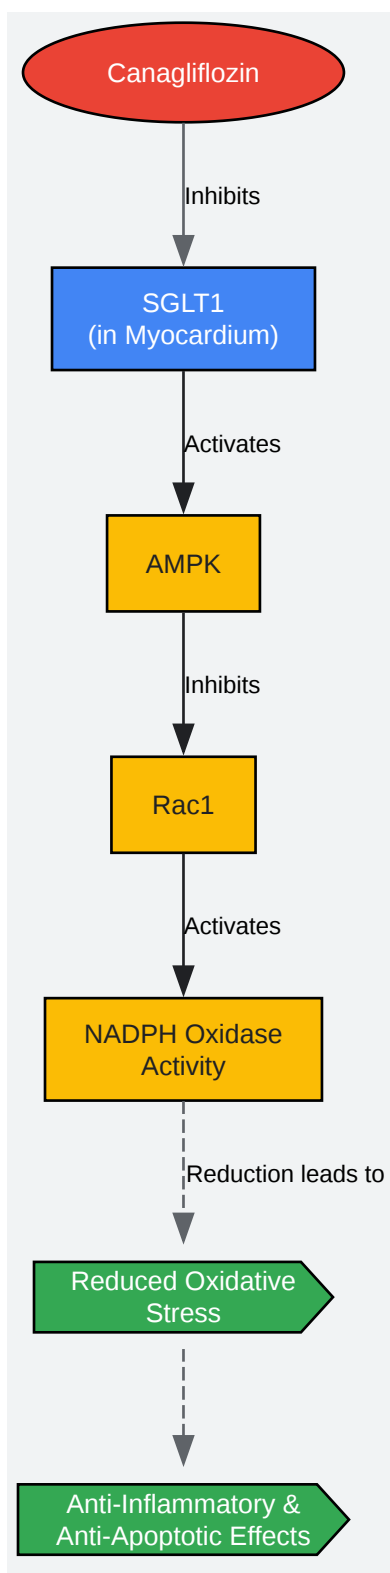 Canagliflozin
Inhibits
SGLT1
(in Myocardium)
Activates
AMPK
Inhibits
Rac1
Activates
NADPH Oxidase
Activity
Reduction leads to
Reduced Oxidative
Stress
Anti-Inflammatory &
Anti-Apoptotic Effects